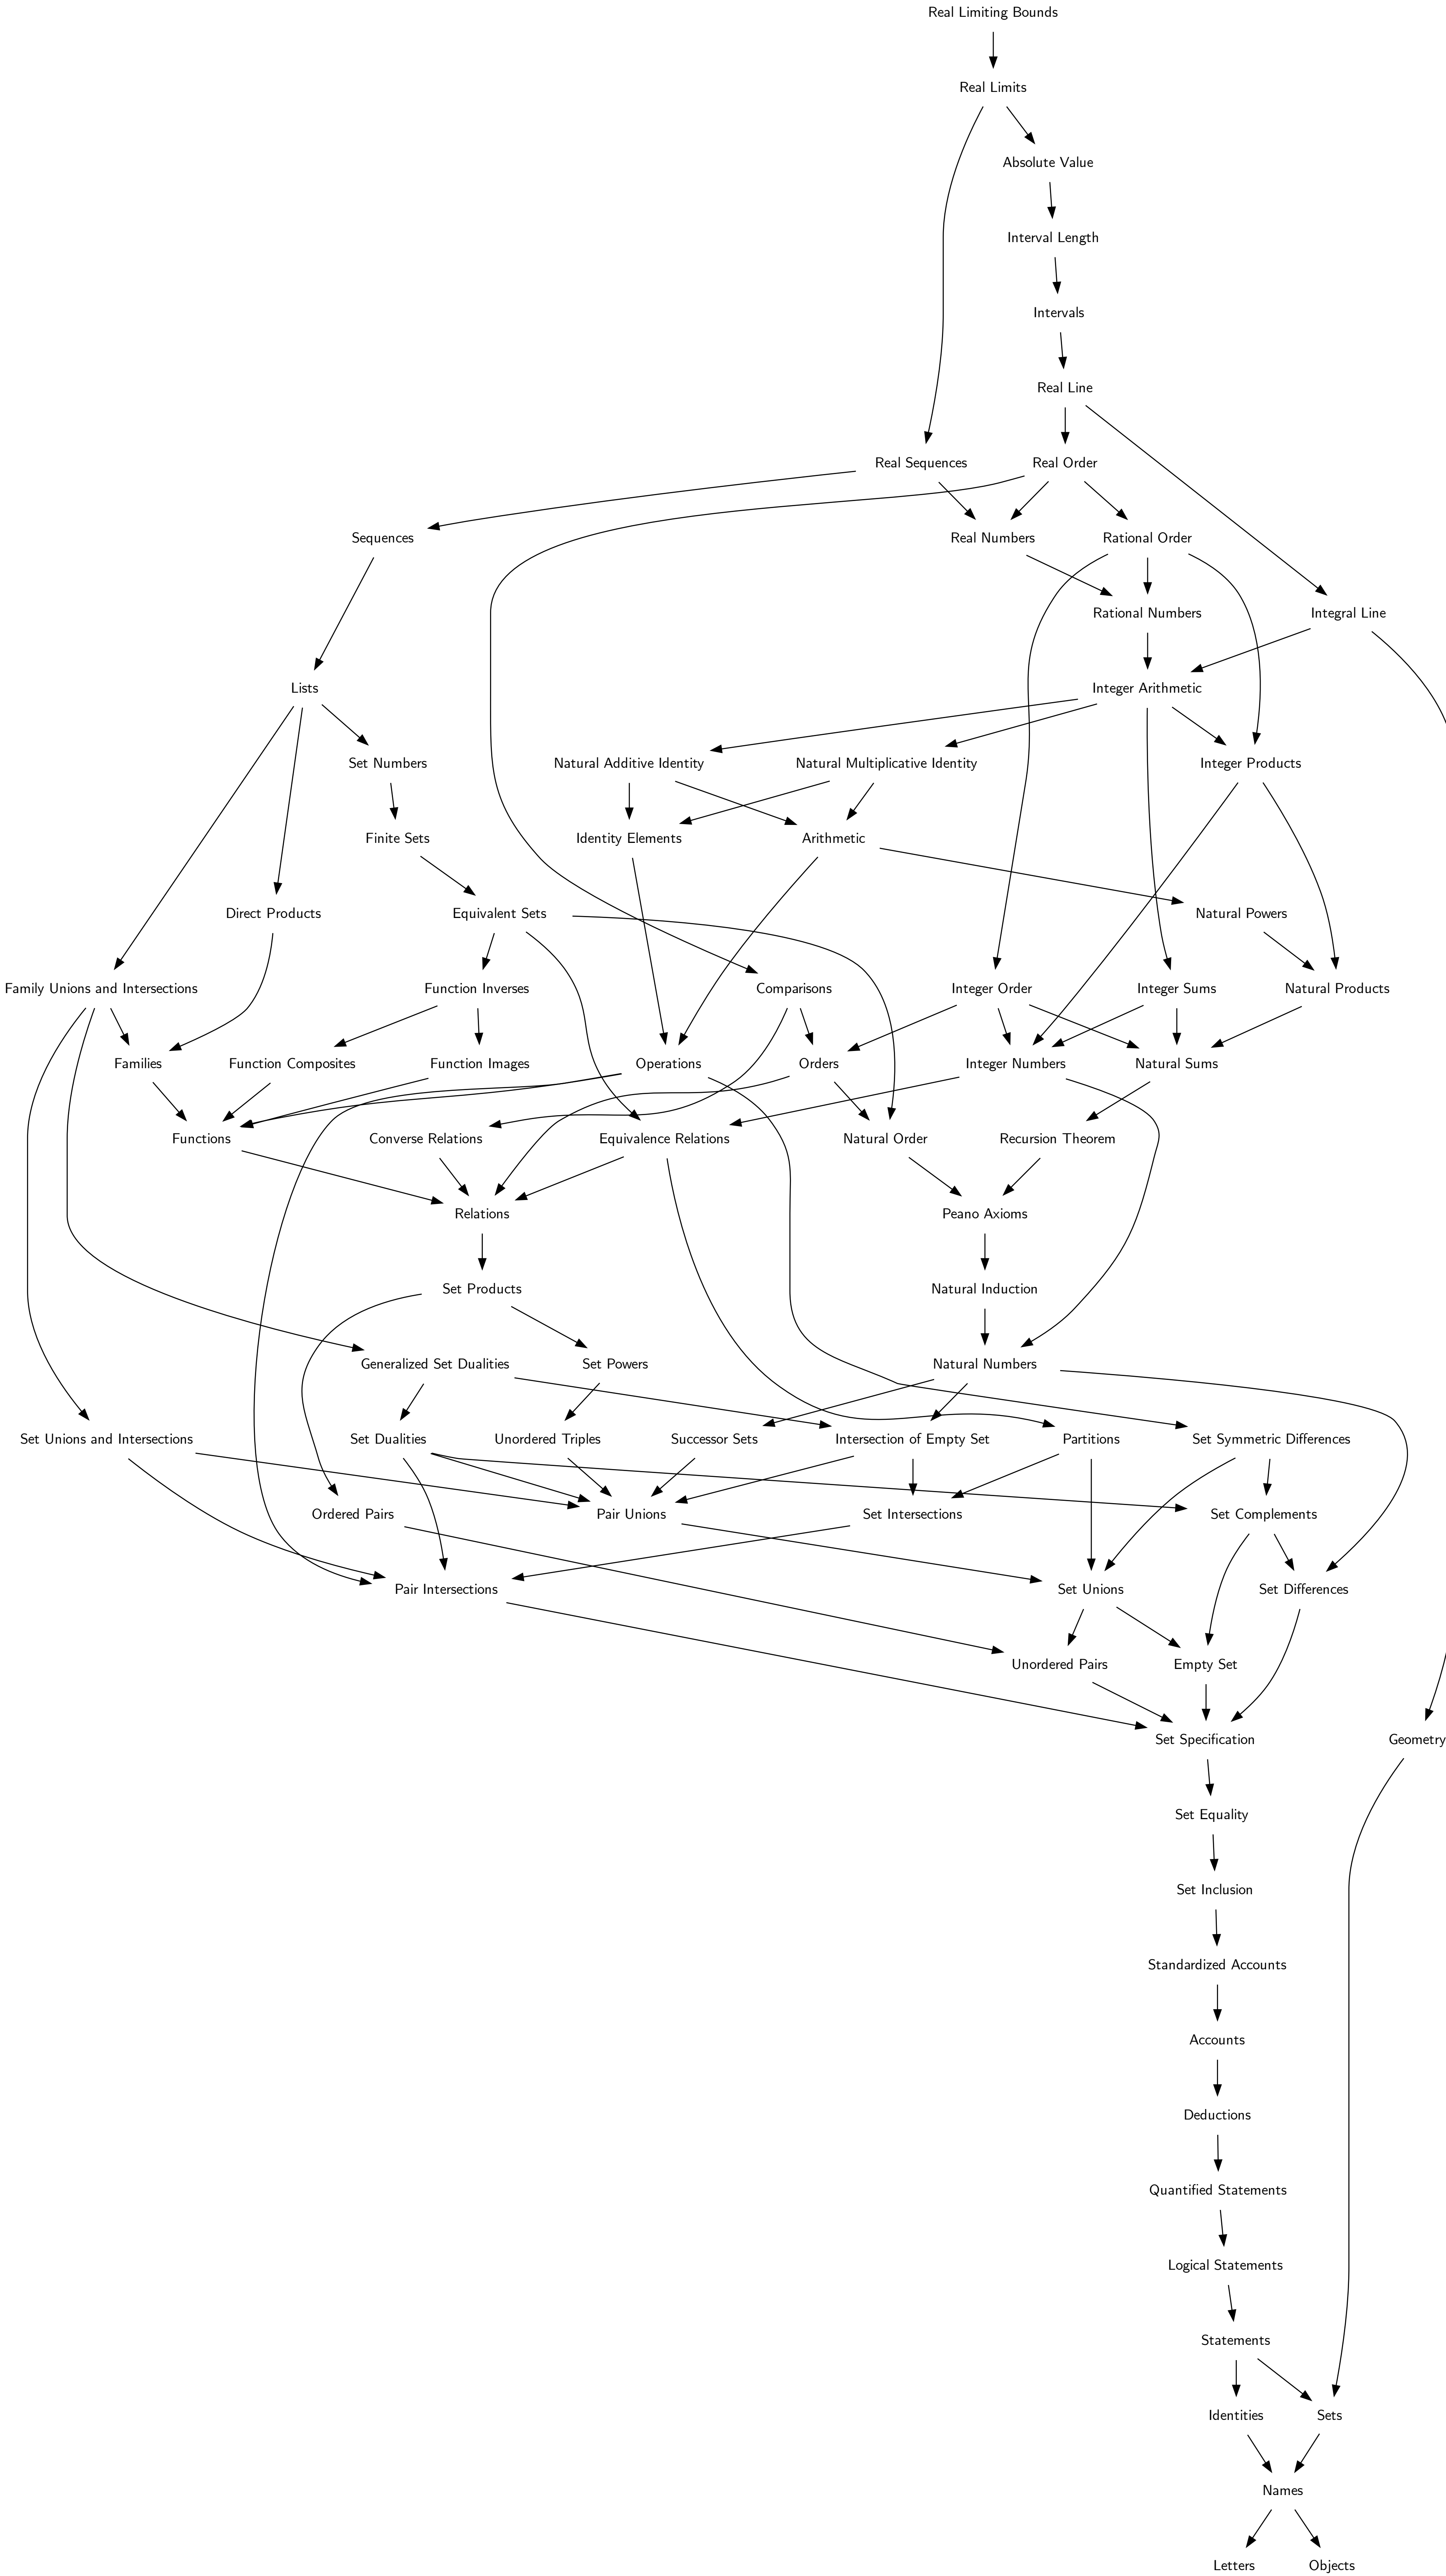 Real Limiting Bounds
Real Limits
Absolute Value
Interval Length
Intervals
Real Line
Real Sequences
Real Order
Sequences
Real Numbers
Rational Order
Rational Numbers
Integral Line
Lists
Integer Arithmetic
Set Numbers
Natural Additive Identity
Natural Multiplicative Identity
Integer Products
Finite Sets
Identity Elements
Arithmetic
Direct Products
Equivalent Sets
Natural Powers
Family Unions and Intersections
Function Inverses
Comparisons
Integer Order
Integer Sums
Natural Products
Families
Function Composites
Function Images
Operations
Orders
Integer Numbers
Natural Sums
Functions
Converse Relations
Equivalence Relations
Natural Order
Recursion Theorem
Relations
Peano Axioms
Set Products
Natural Induction
Generalized Set Dualities
Set Powers
Natural Numbers
Set Unions and Intersections
Set Dualities
Unordered Triples
Successor Sets
Intersection of Empty Set
Partitions
Set Symmetric Differences
Ordered Pairs
Pair Unions
Set Intersections
Set Complements
Pair Intersections
Set Unions
Set Differences
Unordered Pairs
Empty Set
Set Specification
Geometry
Set Equality
Set Inclusion
Standardized Accounts
Accounts
Deductions
Quantified Statements
Logical Statements
Statements
Identities
Sets
Names
Letters
Objects